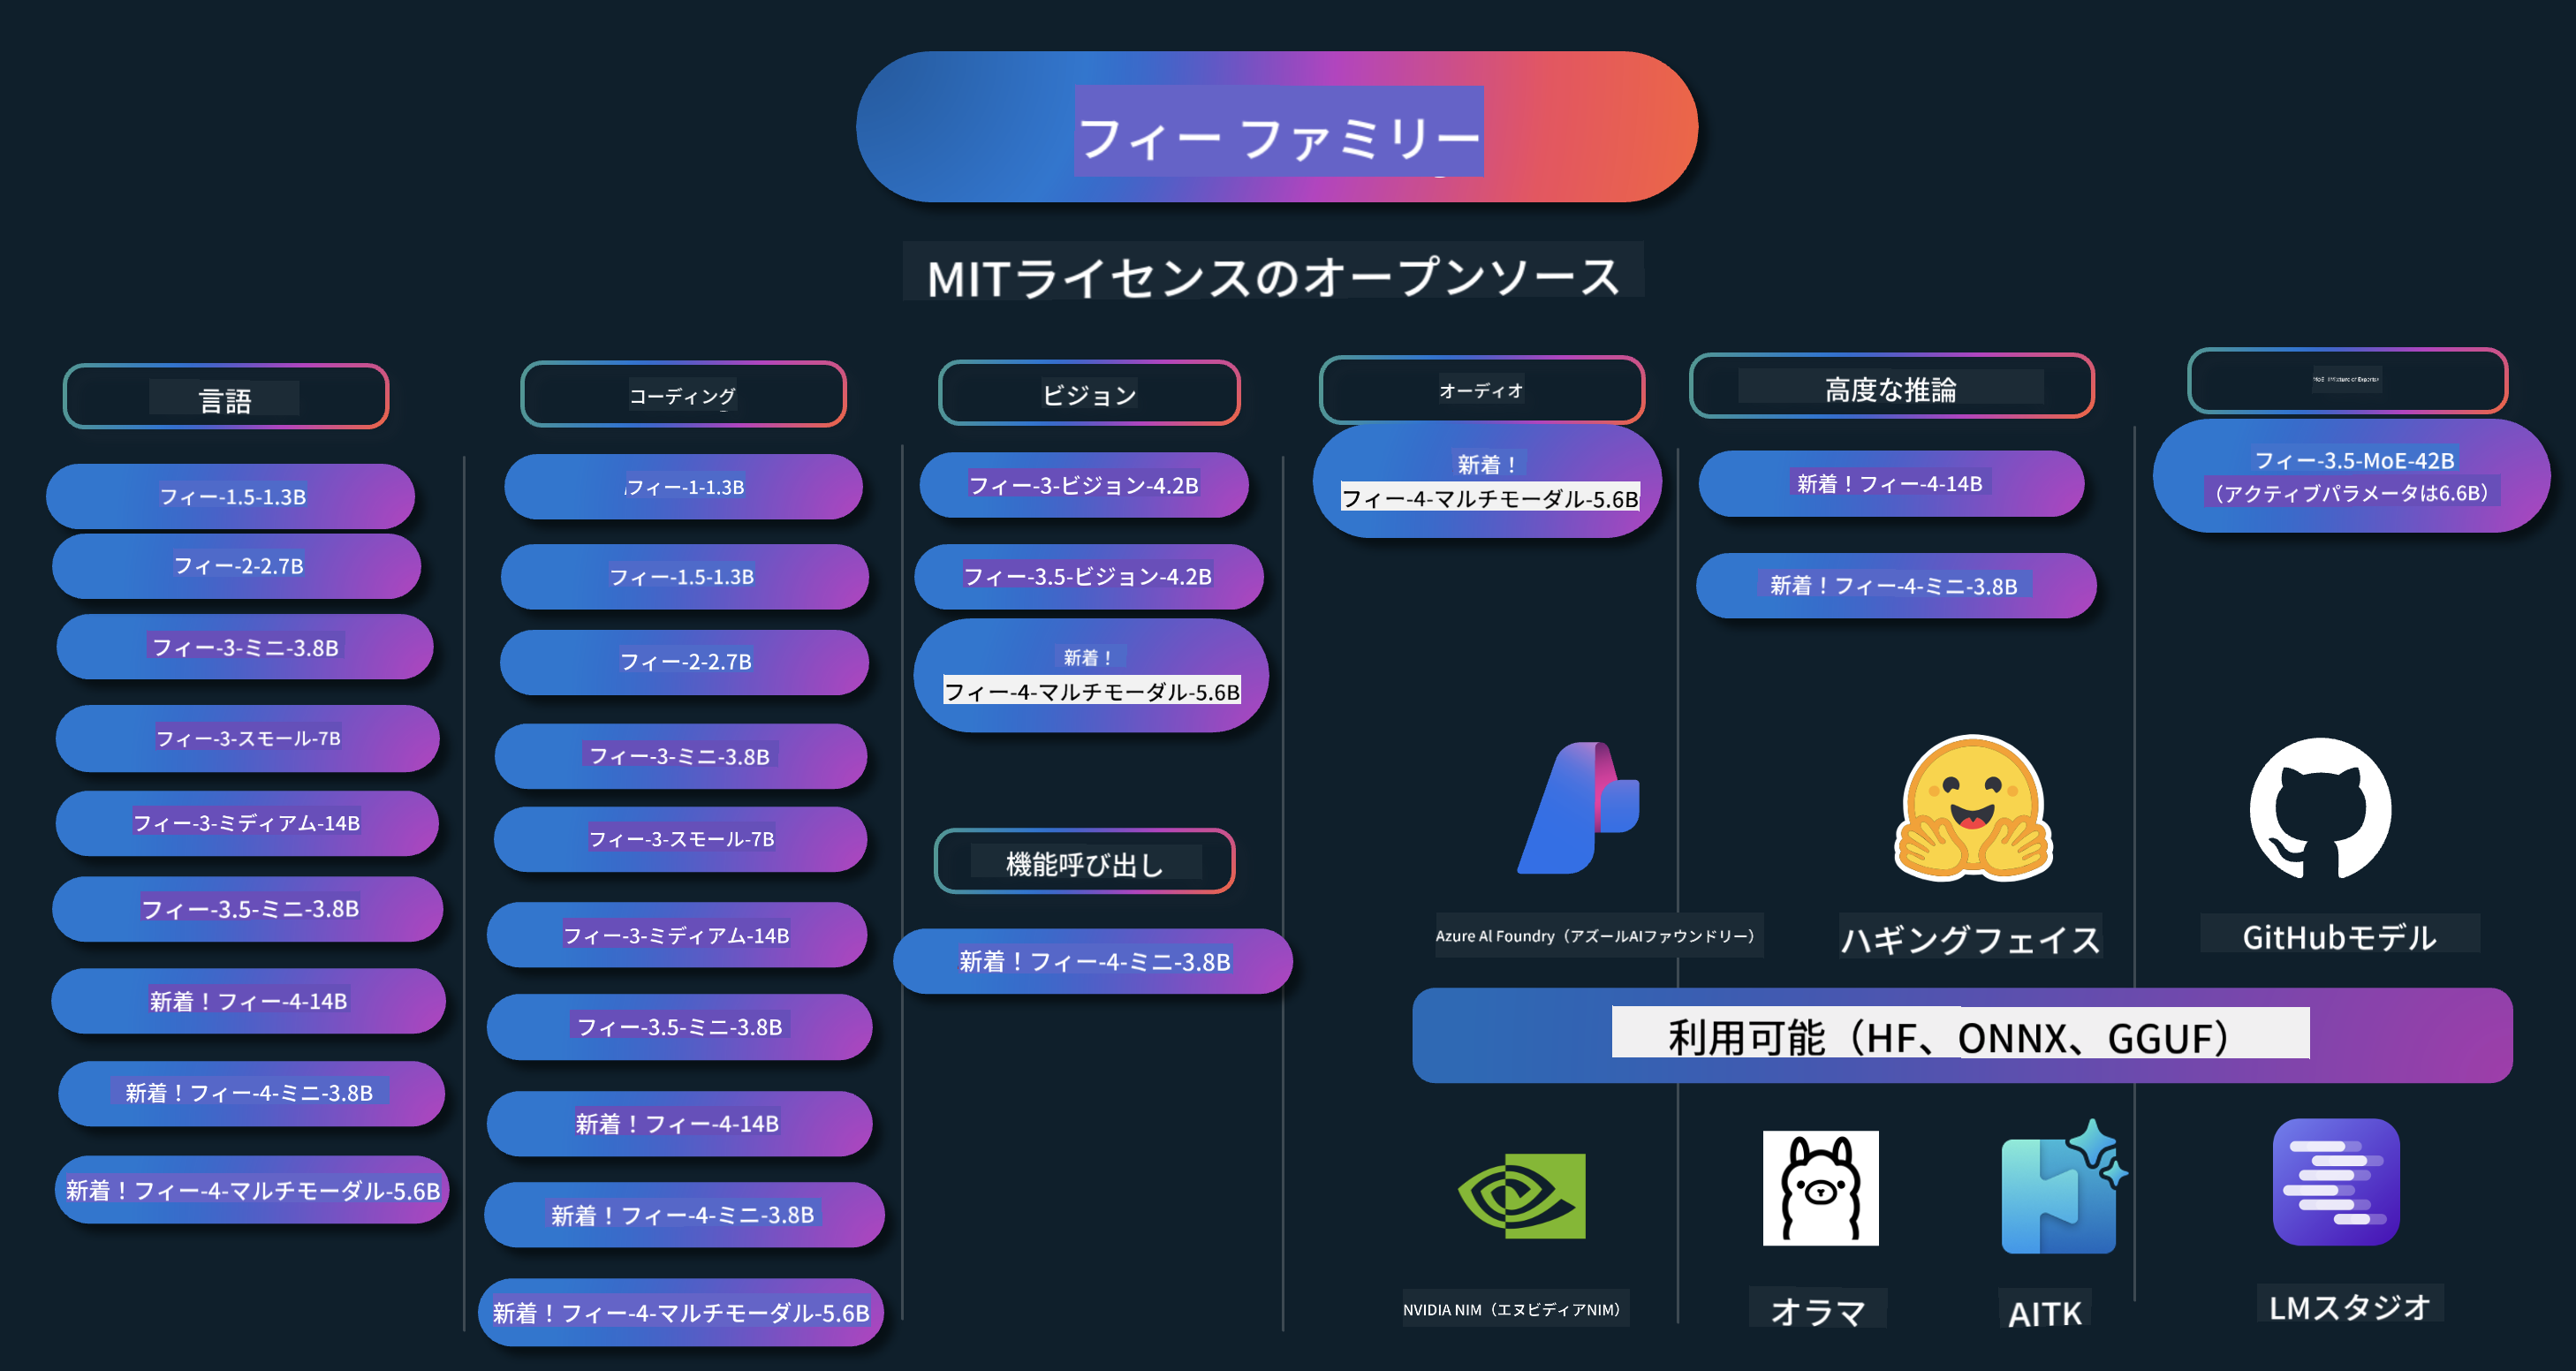 フィー ファミリー
MITライセンスのオープンソース
言語
フィー-1.5-1.3B
フィー-2-2.7B
フィー-3-ミニ-3.8B
フィー-3-スモール-7B
フィー-3-ミディアム-14B
フィー-3.5-ミニ-3.8B
新着！フィー-4-14B
新着！フィー-4-ミニ-3.8B
新着！フィー-4-マルチモーダル-5.6B
コーディング
フィー-1-1.3B
フィー-1.5-1.3B
フィー-2-2.7B
フィー-3-ミニ-3.8B
フィー-3-スモール-7B
フィー-3-ミディアム-14B
フィー-3.5-ミニ-3.8B
新着！フィー-4-14B
新着！フィー-4-ミニ-3.8B
新着！フィー-4-マルチモーダル-5.6B
ビジョン
フィー-3-ビジョン-4.2B
フィー-3.5-ビジョン-4.2B
新着！
フィー-4-マルチモーダル-5.6B
機能呼び出し
新着！フィー-4-ミニ-3.8B
オーディオ
新着！
フィー-4-マルチモーダル-5.6B
高度な推論
新着！フィー-4-14B
新着！フィー-4-ミニ-3.8B
フィー-3.5-MoE-42B
（アクティブパラメータは6.6B）
Azure Al Foundry（アズールAIファウンドリー）
ハギングフェイス
GitHubモデル
利用可能（HF、ONNX、GGUF）
NVIDIA NIM（エヌビディアNIM）
オラマ
AITK
LMスタジオ